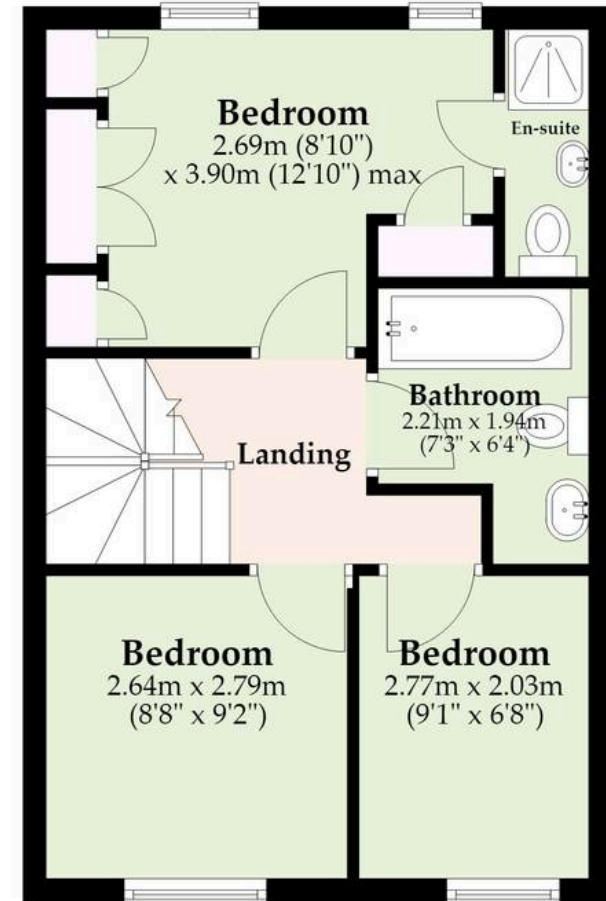 Bedroom
2.69m (8'10")
x 3.90m (12'10") max
En-suite
Bathroom
2.21m x 1.94m
(7'3" x 6'4")
Landing
Bedroom
2.64m x 2.79m
(8'8" x 9'2")
Bedroom
2.77m x 2.03m
(9'1" x 6'8")